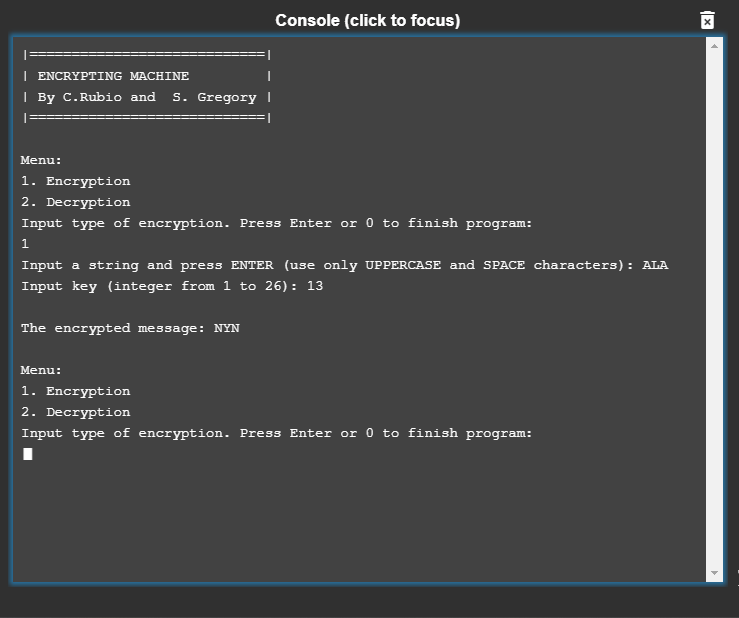 Console (click to focus)
|============================|
| ENCRYPTING MACHINE         |
| By C.Rubio and  S. Gregory |
|============================|
Menu:
1. Encryption
2. Decryption
Input type of encryption. Press Enter or 0 to finish program:
1
Input a string and press ENTER (use only UPPERCASE and SPACE characters): ALA
Input key (integer from 1 to 26): 13
The encrypted message: NYN
Menu:
1. Encryption
2. Decryption
Input type of encryption. Press Enter or 0 to finish program: